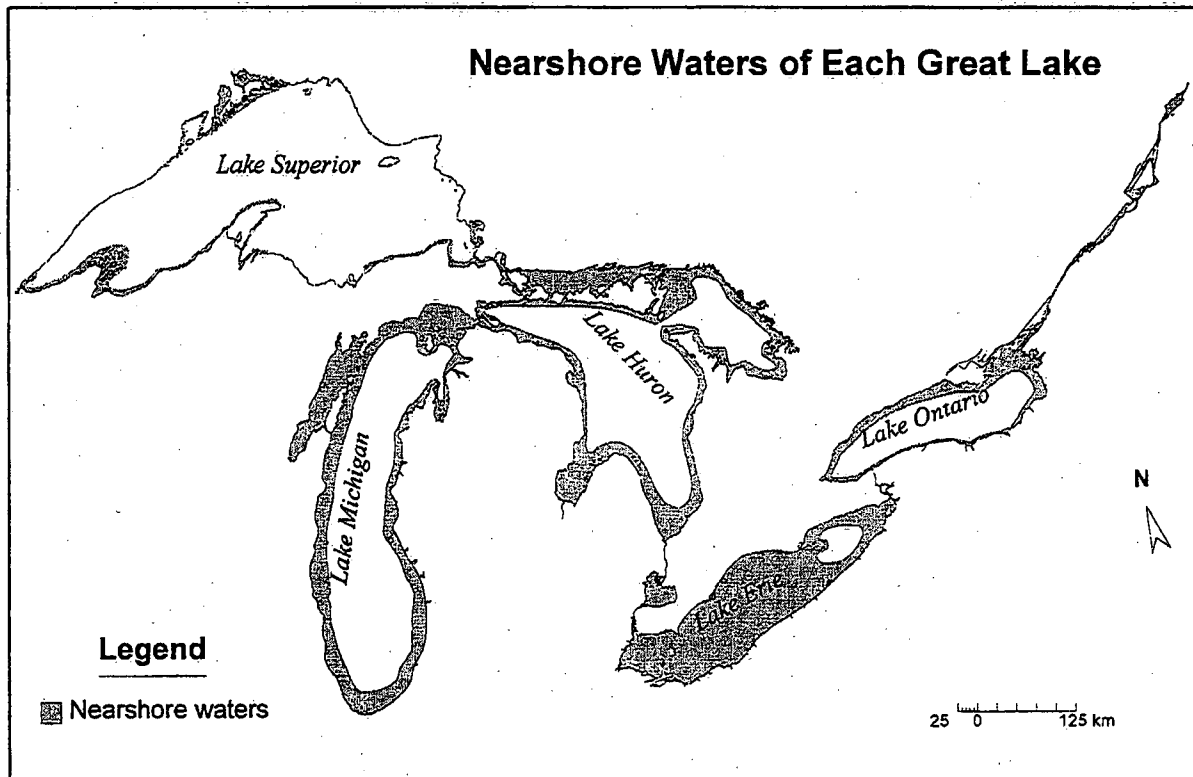 Nearshore Waters of Each Great Lake
Lake Superior
Lake Huron
Lake Ontario
Lake Michigan
N
Lake Erie
Legend
Nearshore waters
25 0 125 km